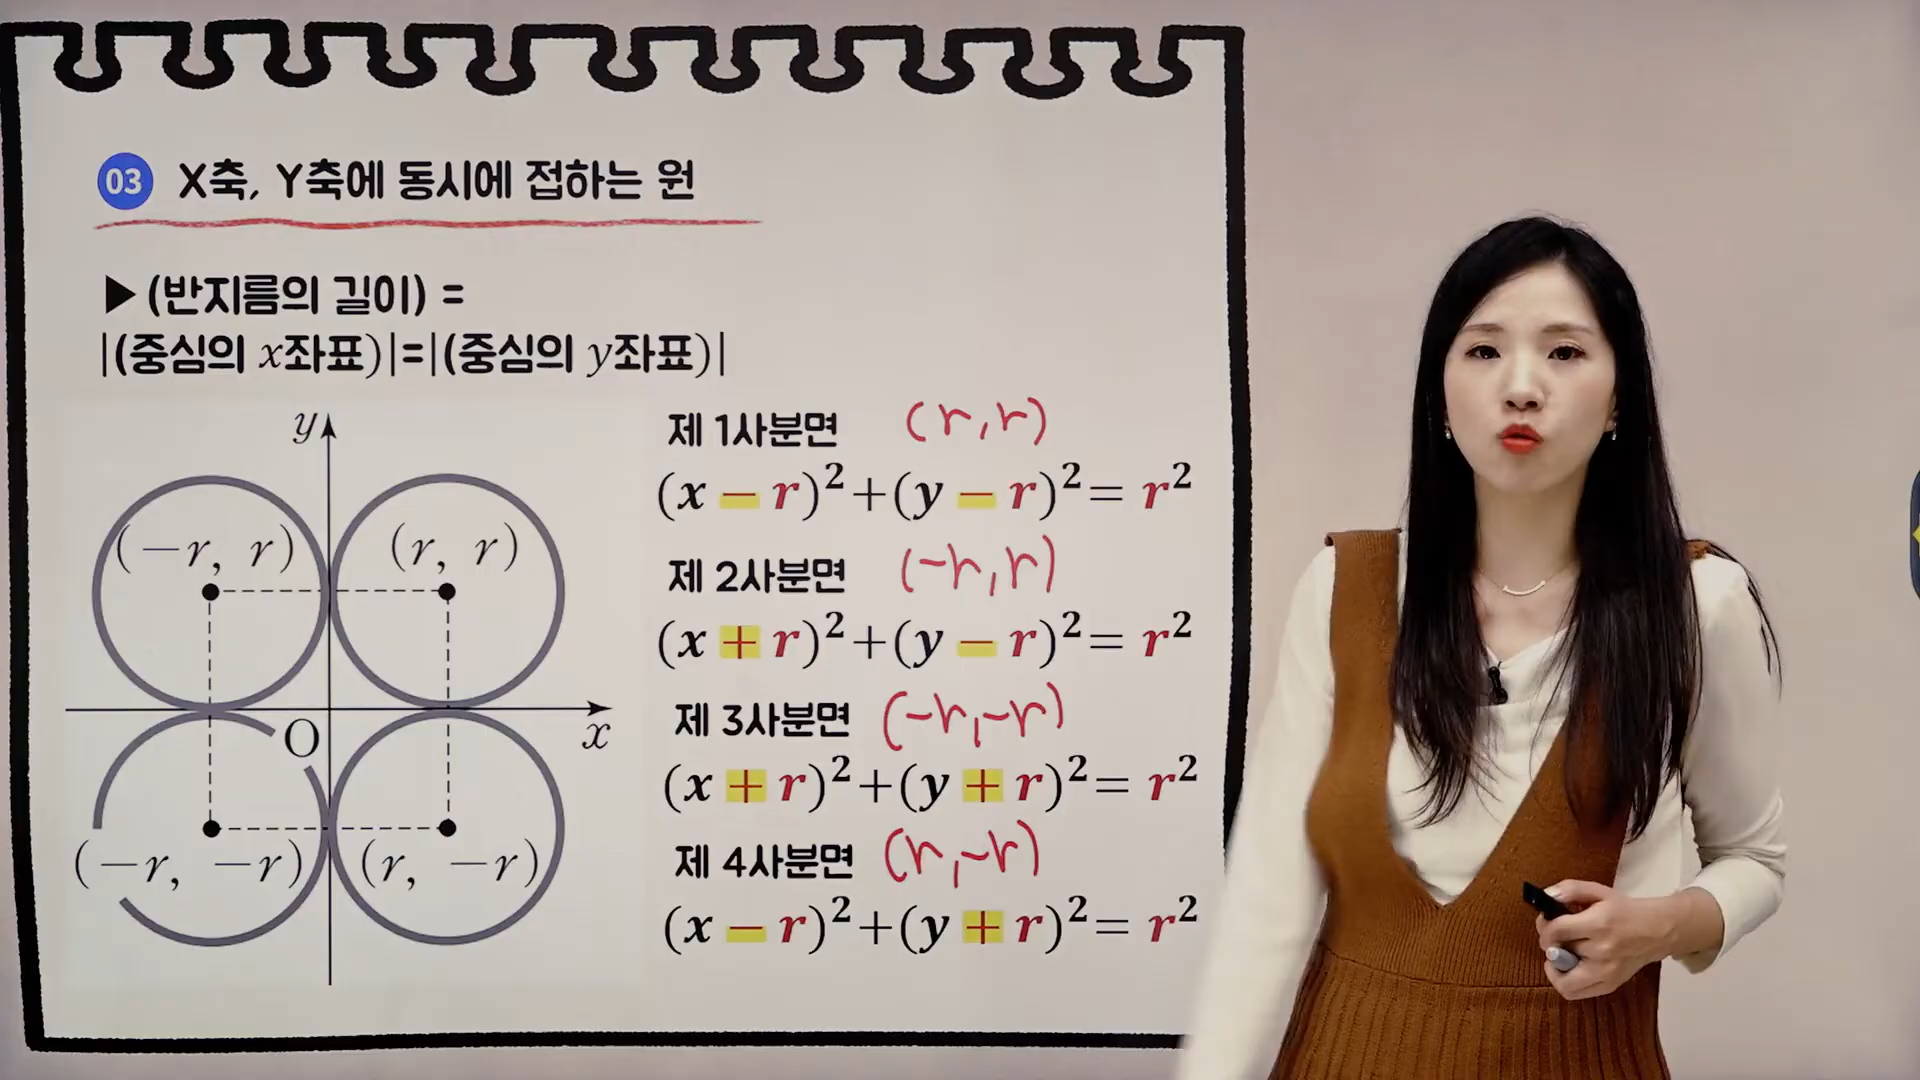 03 X축, Y축에 동시에 접하는 원
▶(반지름의 길이) =
|(중심의 x좌표)|=|(중심의 y좌표)|
y
(−r, r)
(r, r)
O
x
(−r, −r)
(r, −r)
제 1사분면 (r,r)
(x − r)²+(y − r)²= r²
제 2사분면 (-r,r)
(x + r)²+(y − r)²= r²
제 3사분면 (-r,-r)
(x + r)²+(y + r)²= r²
제 4사분면 (r,-r)
(x − r)²+(y + r)²= r²